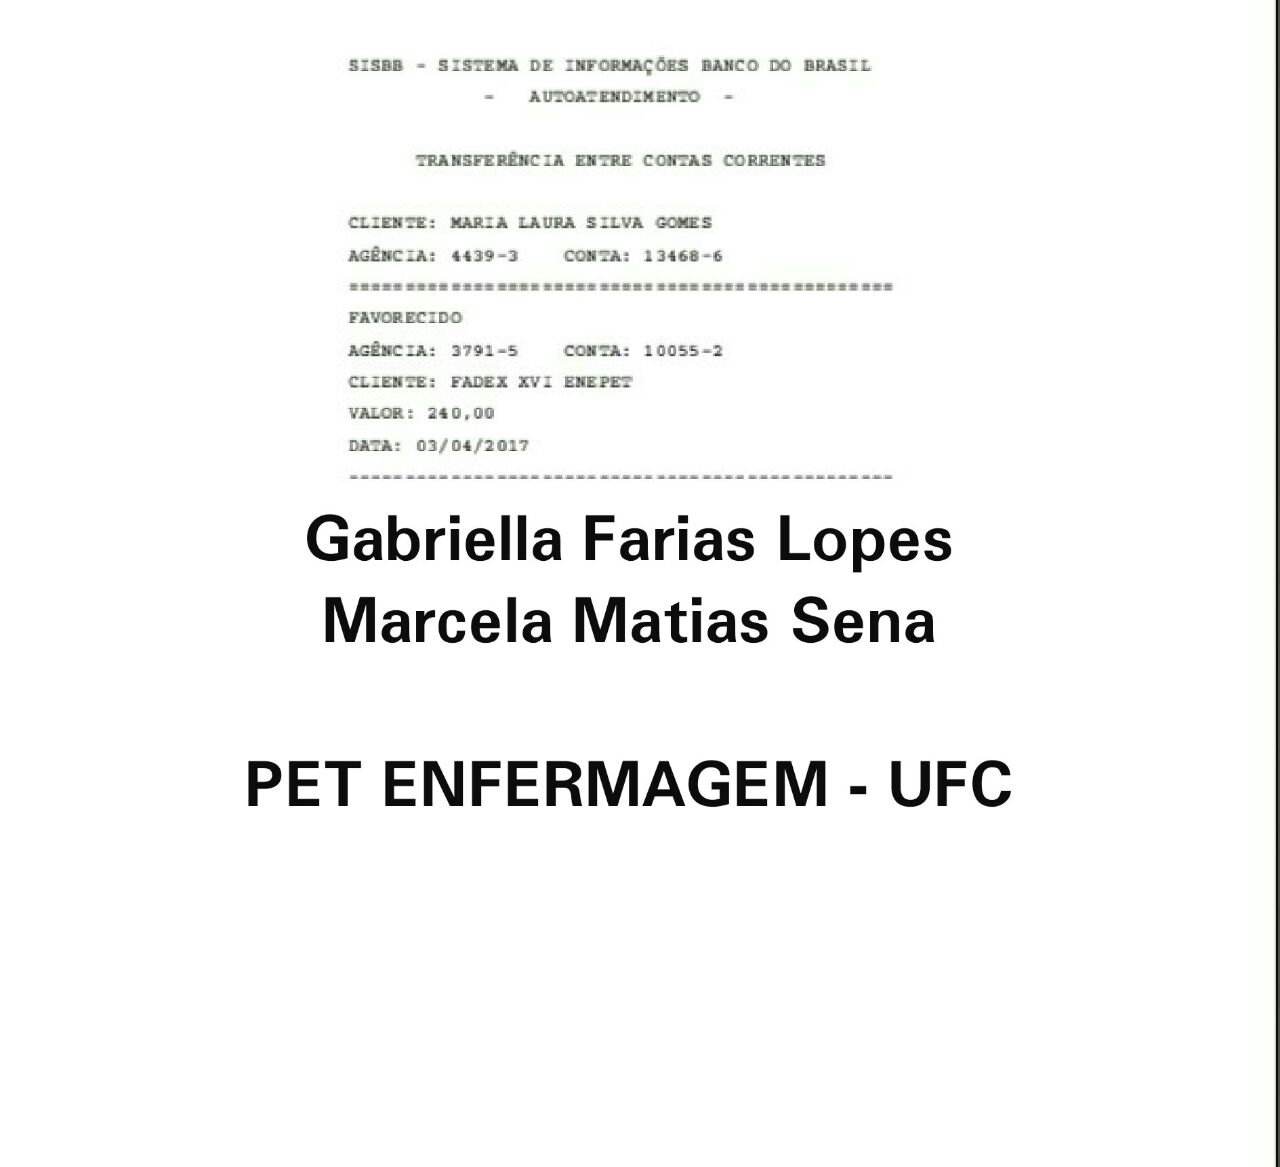 SISBB - SISTEMA DE INFORMAÇÕES BANCO DO BRASIL
- AUTOATENDIMENTO -
TRANSFERÊNCIA ENTRE CONTAS CORRENTES
CLIENTE: MARIA LAURA SILVA GOMES
AGÊNCIA: 4439-3 CONTA: 13468-6
================================================
FAVORECIDO
AGÊNCIA: 3791-5 CONTA: 10055-2
CLIENTE: FADEX XVI ENEPET
VALOR: 240,00
DATA: 03/04/2017
------------------------------------------------
Gabriella Farias Lopes
Marcela Matias Sena
PET ENFERMAGEM - UFC